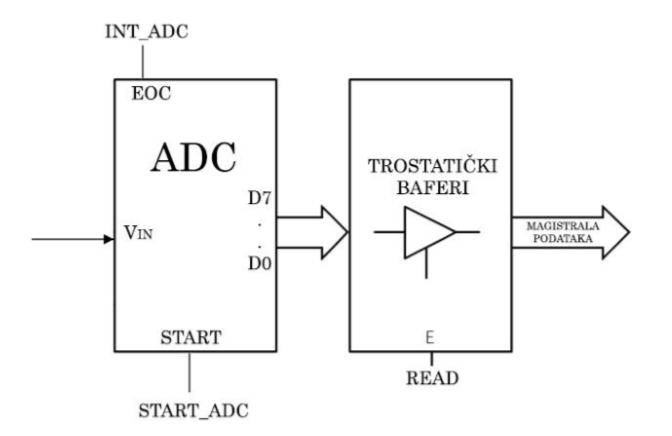 INT_ADC
EOC
ADC
D7
.
.
D0
VIN
START
START_ADC
TROSTATIČKI
BAFERI
E
READ
MAGISTRALA
PODATAKA